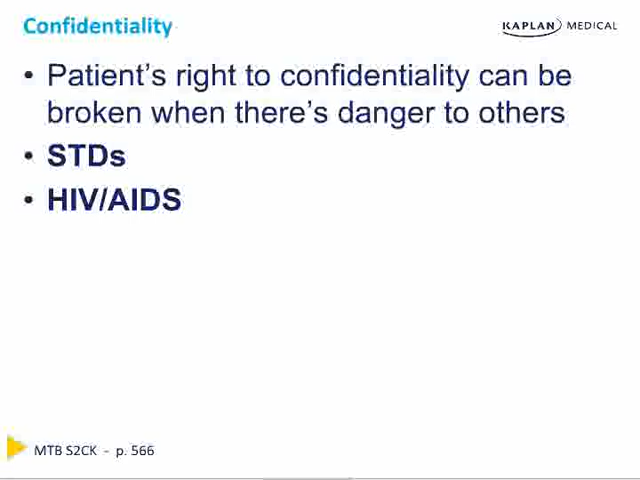 Confidentiality
KAPLAN MEDICAL
• Patient's right to confidentiality can be
broken when there's danger to others
• STDs
• HIV/AIDS
MTB S2CK - p. 566